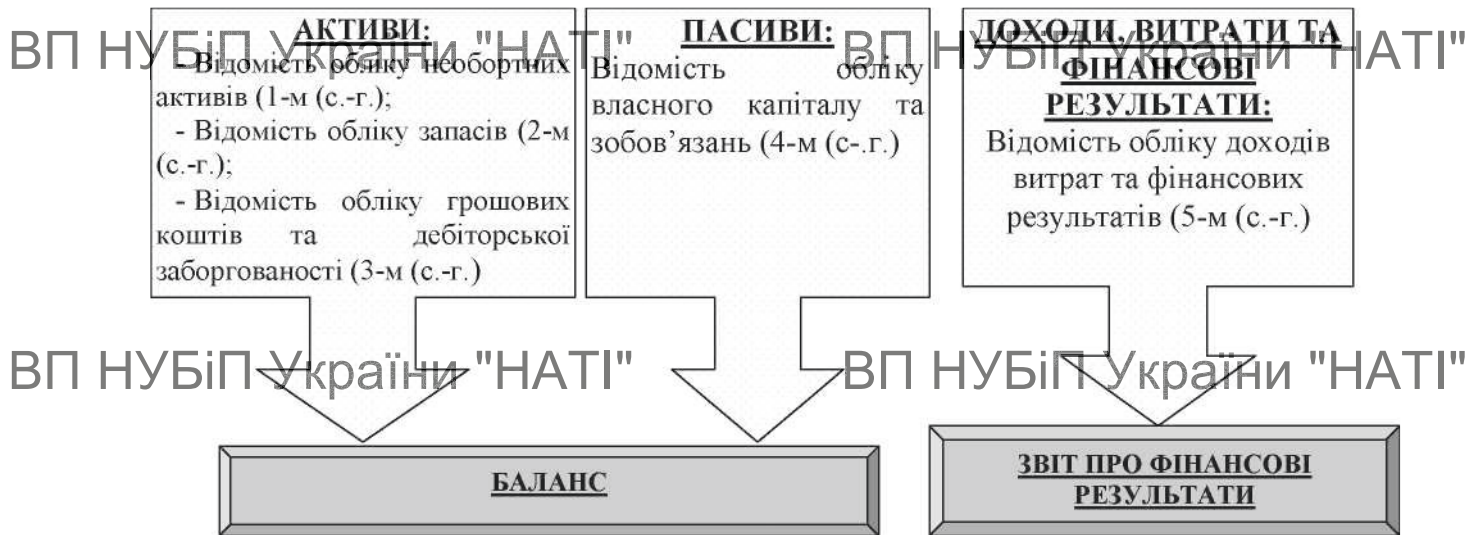 АКТИВИ:
- Відомість обліку необортних
активів (1-м (с.-г.);
- Відомість обліку запасів (2-м
(с.-г.);
- Відомість обліку грошових
коштів та дебіторської
заборгованості (3-м (с.-г.)
ПАСИВИ:
Відомість обліку
власного капіталу та
зобов’язань (4-м (с-.г.)
ДОХОДИ, ВИТРАТИ ТА
ФІНАНСОВІ
РЕЗУЛЬТАТИ:
Відомість обліку доходів
витрат та фінансових
результатів (5-м (с.-г.)
ВП НУБіП України "НАТІ"
ВП НУБіП України "НАТІ"
ВП НУБіП України "НАТІ"
ВП НУБіП України "НАТІ"
БАЛАНС
ЗВІТ ПРО ФІНАНСОВІ
РЕЗУЛЬТАТИ